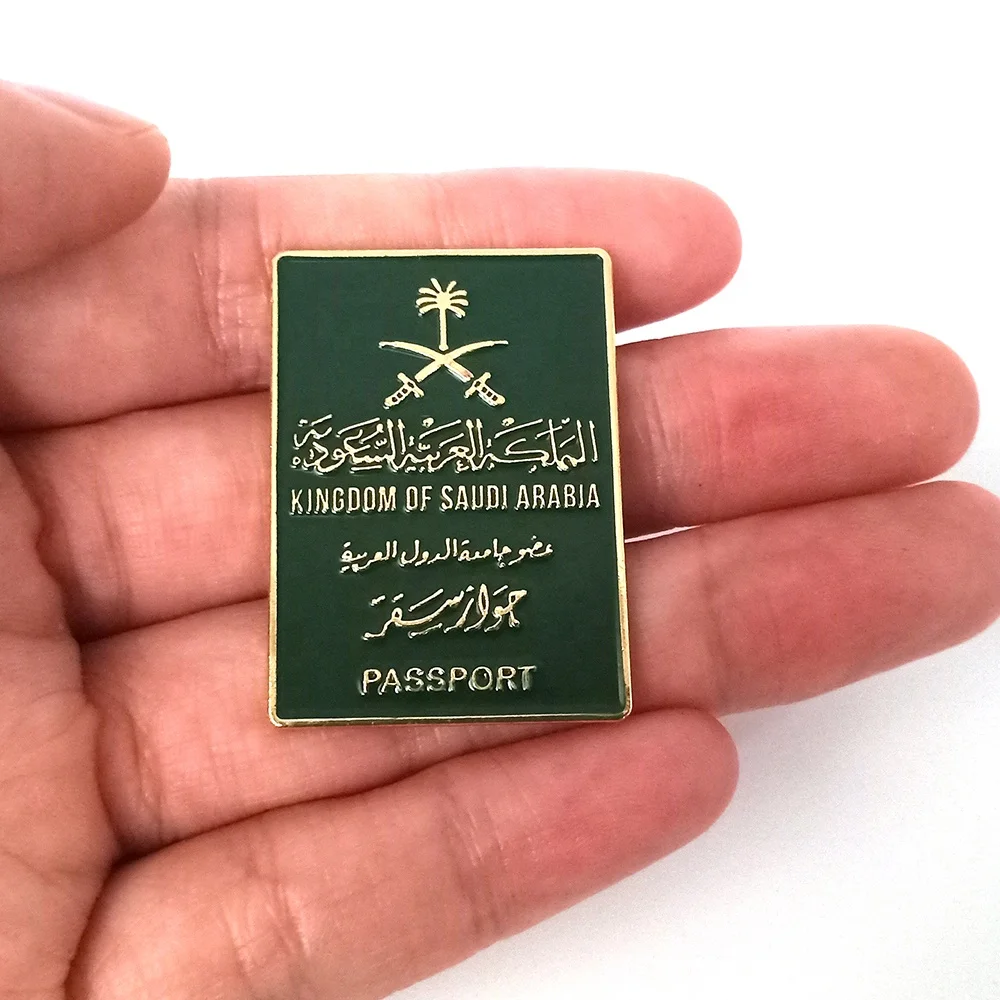 المملكة العربية السعودية
KINGDOM OF SAUDI ARABIA
عضو جامعة الدول العربية
جواز سفر
PASSPORT